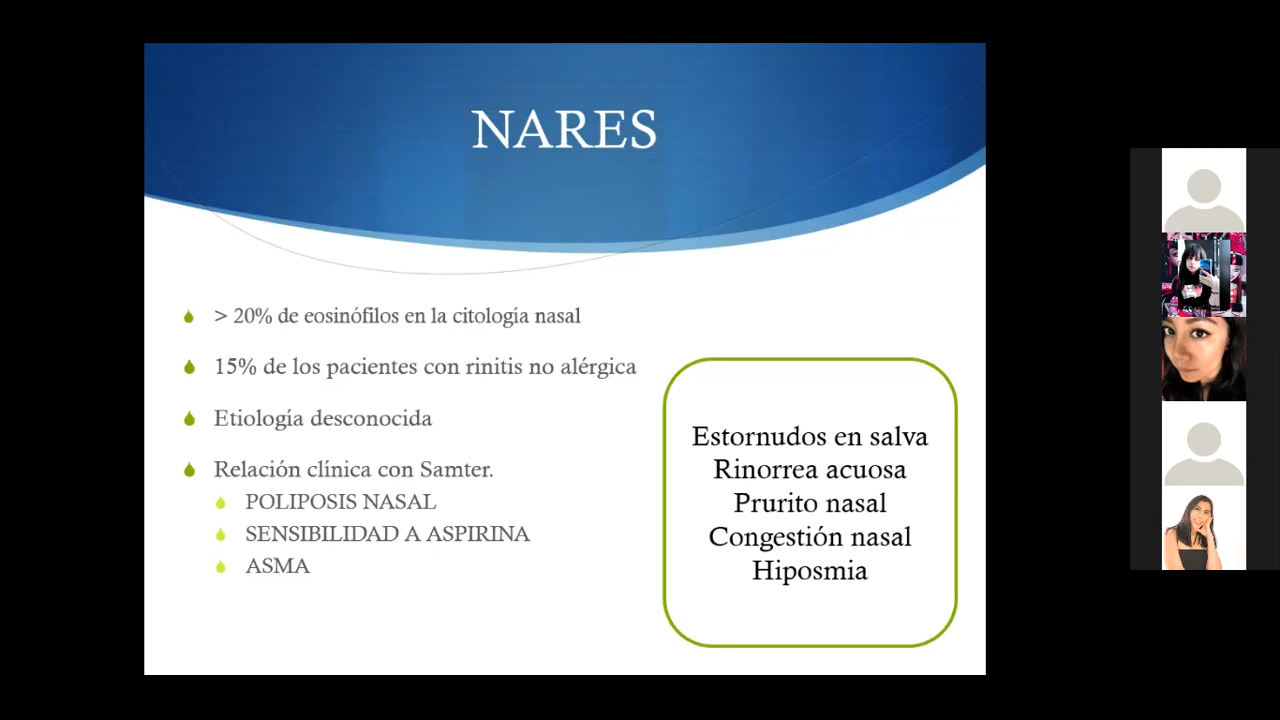 NARES
> 20% de eosinófilos en la citología nasal
15% de los pacientes con rinitis no alérgica
Etiología desconocida
Relación clínica con Samter.
POLIPOSIS NASAL
SENSIBILIDAD A ASPIRINA
ASMA
Estornudos en salva
Rinorrea acuosa
Prurito nasal
Congestión nasal
Hiposmia